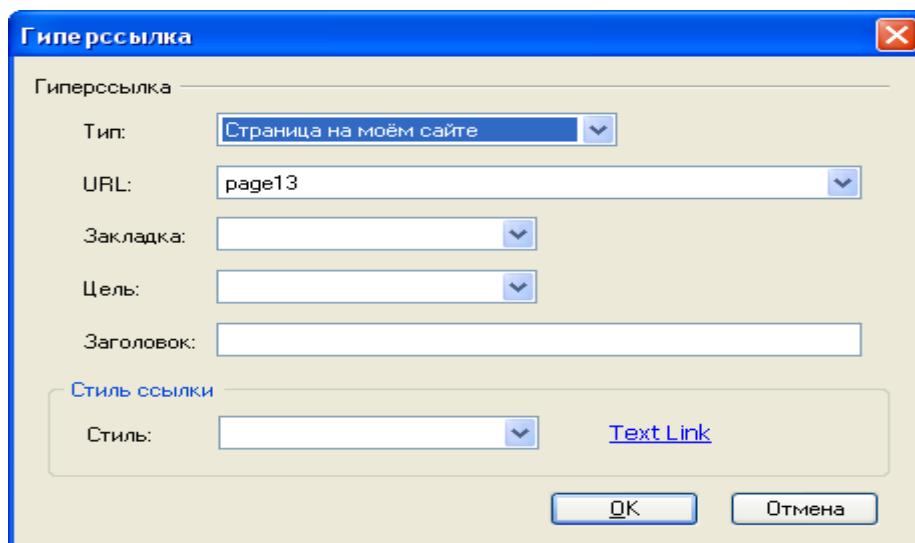 Гиперссылка
Гиперссылка
Тип: Страница на моём сайте
URL: page13
Закладка:
Цель:
Заголовок:
Стиль ссылки
Стиль: Text Link
OK Отмена